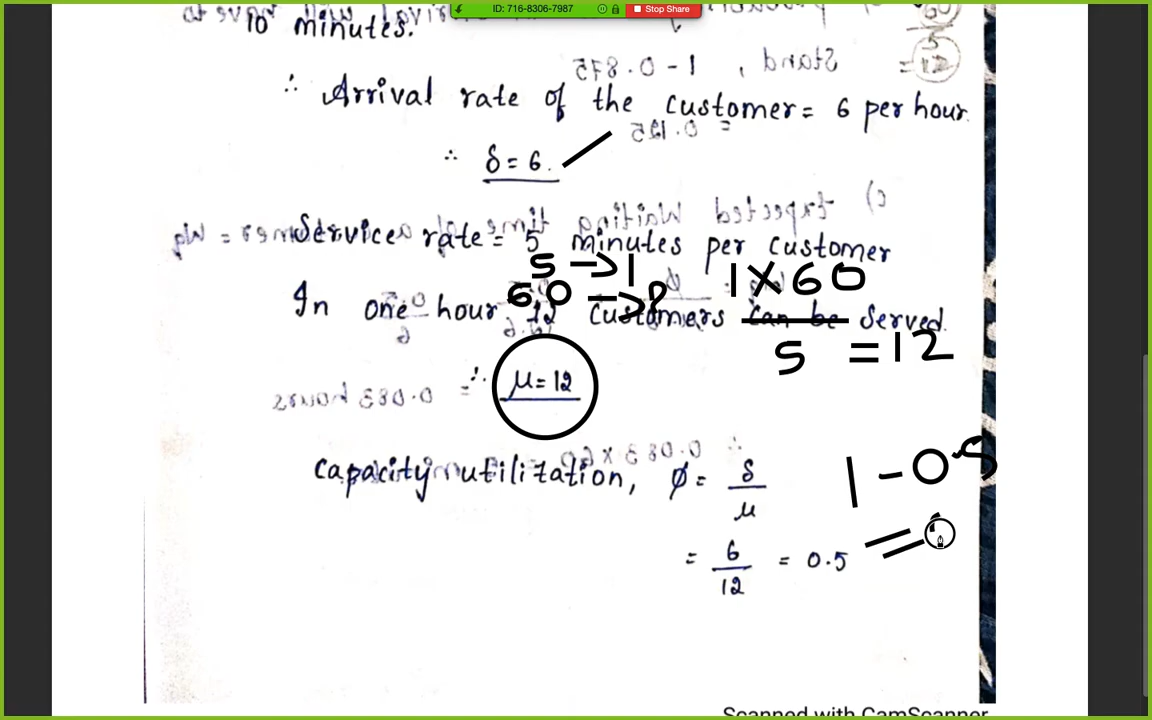 ID: 716-8306-7987 Stop Share
10 minutes.
∴ Arrival rate of the customer = 6 per hour.
∴ δ = 6.
Service rate = 5 minutes per customer
5 → 1
60 → ?
1 × 60
5 = 12
In one hour 12 customers can be served.
∴ μ = 12
capacity utilization, ϕ = δ
μ
1 - 0.5
= 6
12
= 0.5
=
Scanned with CamScanner